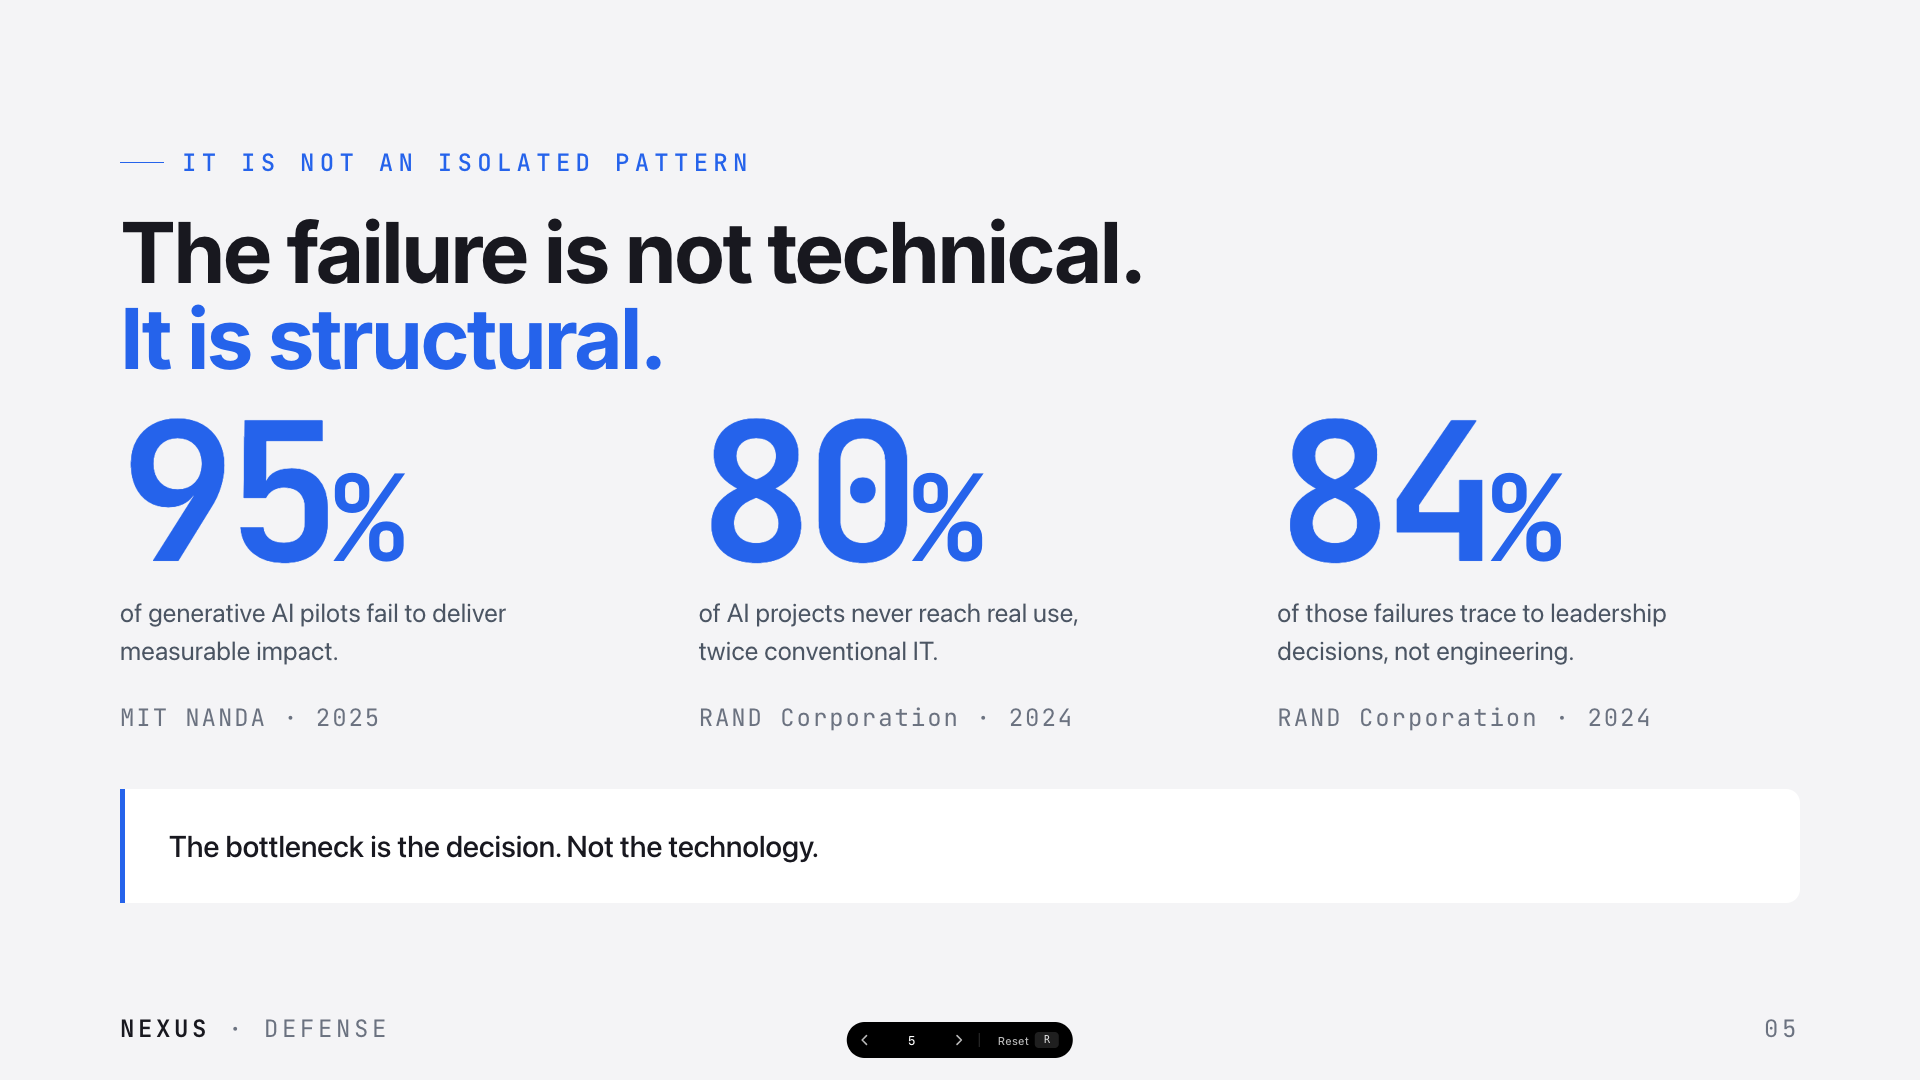 IT IS NOT AN ISOLATED PATTERN
The failure is not technical.
It is structural.
95%
of generative AI pilots fail to deliver
measurable impact.
MIT NANDA · 2025
80%
of AI projects never reach real use,
twice conventional IT.
RAND Corporation · 2024
84%
of those failures trace to leadership
decisions, not engineering.
RAND Corporation · 2024
The bottleneck is the decision. Not the technology.
NEXUS · DEFENSE
5
Reset R
05